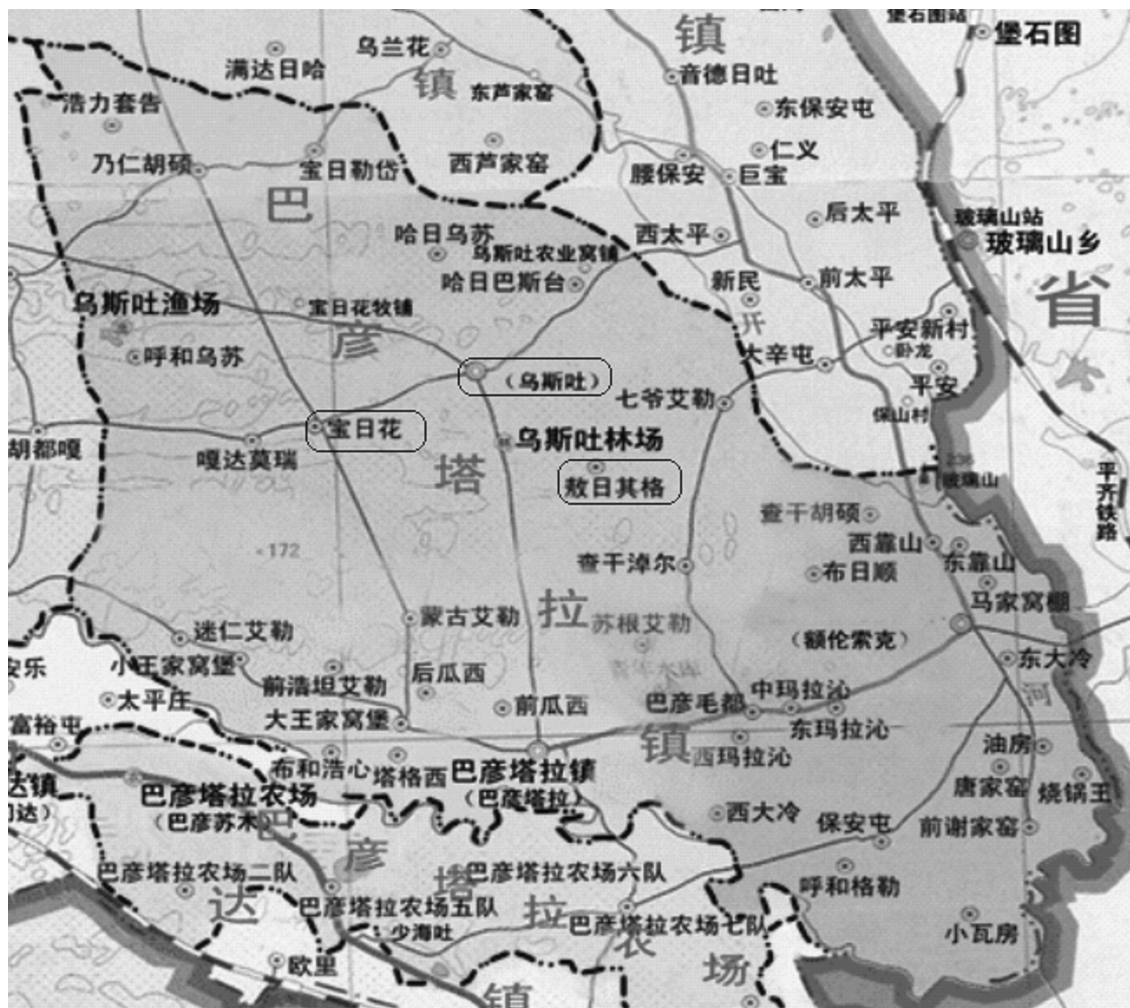 堡石图站
堡石图
镇
乌兰花
满达日哈
镇
音德日吐
东芦家窑
浩力套告
东保安屯
乃仁胡硕
宝日勒岱
西芦家窑
仁义
腰保安
巨宝
巴
后太平
玻璃山站
玻璃山乡
哈日乌苏
西太平
乌斯吐农业窝铺
哈日巴斯台
新民
前太平
省
乌斯吐渔场
宝日花牧铺
开
平安新村
呼和乌苏
彦
大辛屯
卧龙
平安
(乌斯吐)
七爷艾勒
保山村
宝日花
乌斯吐林场
胡都嘎
嘎达莫瑞
塔
敖日其格
236
玻璃山
平齐铁路
查干胡硕
172
西靠山
东靠山
查干淖尔
布日顺
马家窝棚
拉
蒙古艾勒
苏根艾勒
迷仁艾勒
(额伦索克)
安乐
小王家窝堡
前浩坦艾勒
后瓜西
青年水库
东大冷
太平庄
大王家窝堡
前瓜西
巴彦毛都
中玛拉沁
河
富裕屯
东玛拉沁
镇
西玛拉沁
油房
布和浩心
塔格西
巴彦塔拉镇
(巴彦塔拉)
唐家窑
烧锅王
达镇
巴彦塔拉农场
(巴彦苏木)
西大冷
保安屯
前谢家窑
巴
彦
塔
拉
农
场
巴彦塔拉农场二队
巴彦塔拉农场六队
呼和格勒
达
巴彦塔拉农场五队
少海吐
巴彦塔拉农场七队
小瓦房
欧里
镇